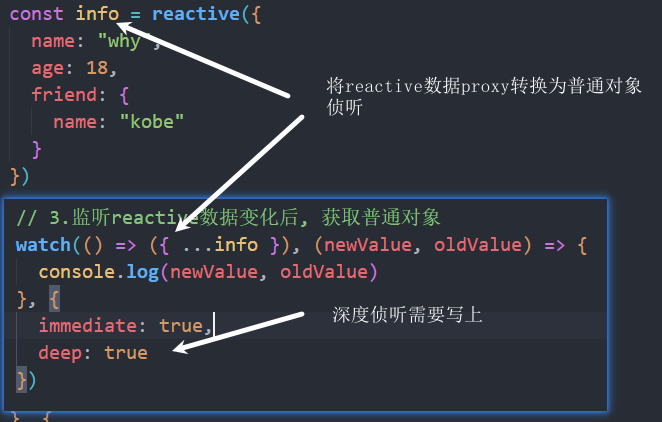 const info = reactive({
name: "why",
age: 18,
friend: {
name: "kobe"
}
})
将reactive数据proxy转换为普通对象
侦听
// 3.监听reactive数据变化后, 获取普通对象
watch(() => ({ ...info }), (newValue, oldValue) => {
console.log(newValue, oldValue)
}, {
immediate: true,
deep: true
})
深度侦听需要写上